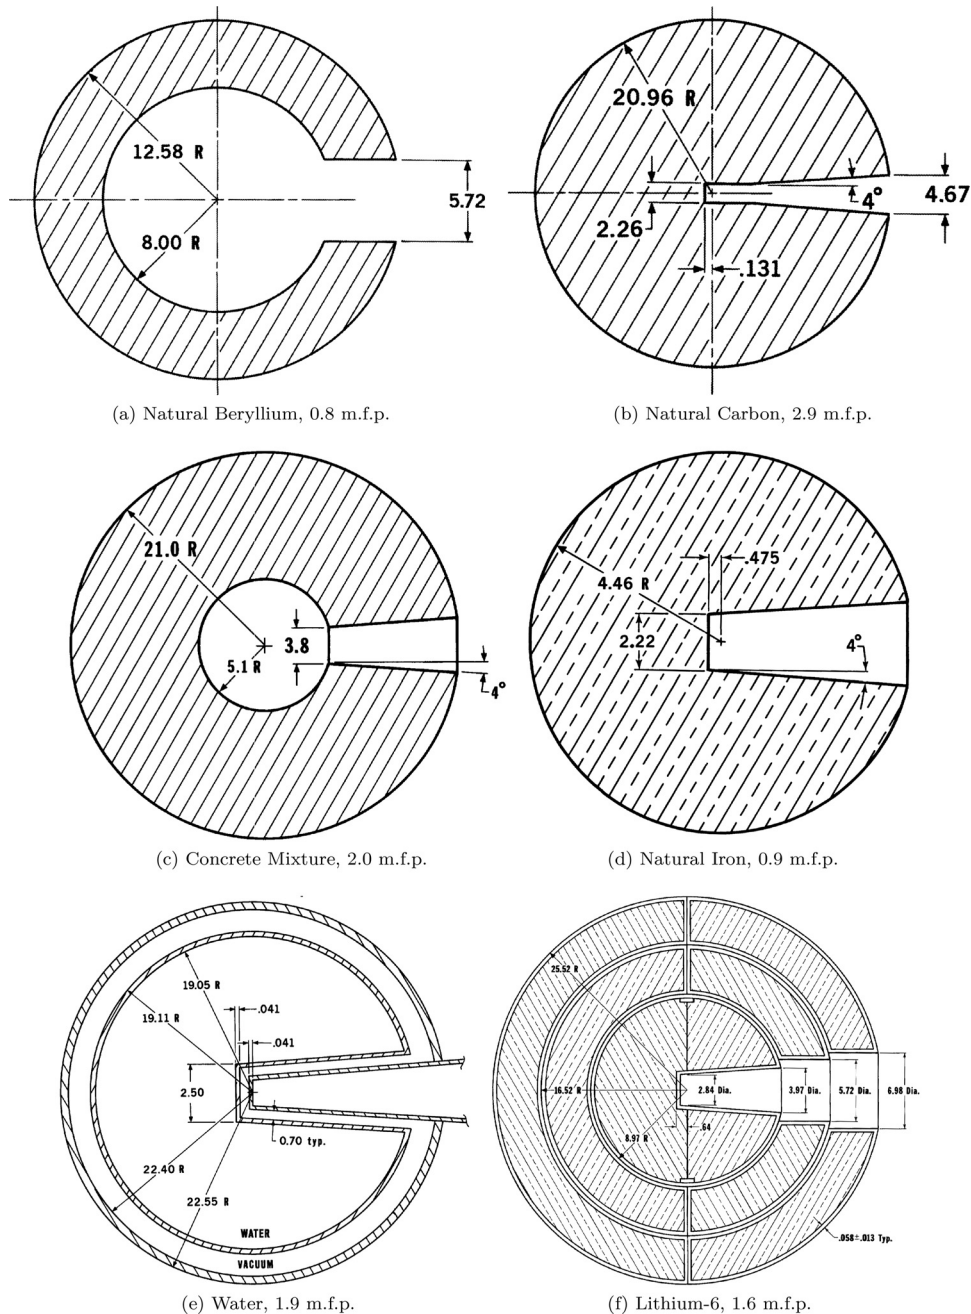 12.58 R
8.00 R
5.72
(a) Natural Beryllium, 0.8 m.f.p.
20.96 R
2.26
4°
4.67
.131
(b) Natural Carbon, 2.9 m.f.p.
21.0 R
3.8
5.1 R
4°
(c) Concrete Mixture, 2.0 m.f.p.
.475
4.46 R
2.22
4°
(d) Natural Iron, 0.9 m.f.p.
19.05 R
.041
19.11 R
.041
2.50
0.70 typ.
22.40 R
22.55 R
WATER
VACUUM
(e) Water, 1.9 m.f.p.
25.52 R
16.52 R
2.84 Dia.
3.97 Dia.
5.72 Dia.
6.98 Dia.
.64
8.97 R
.058±.013 Typ.
(f) Lithium-6, 1.6 m.f.p.